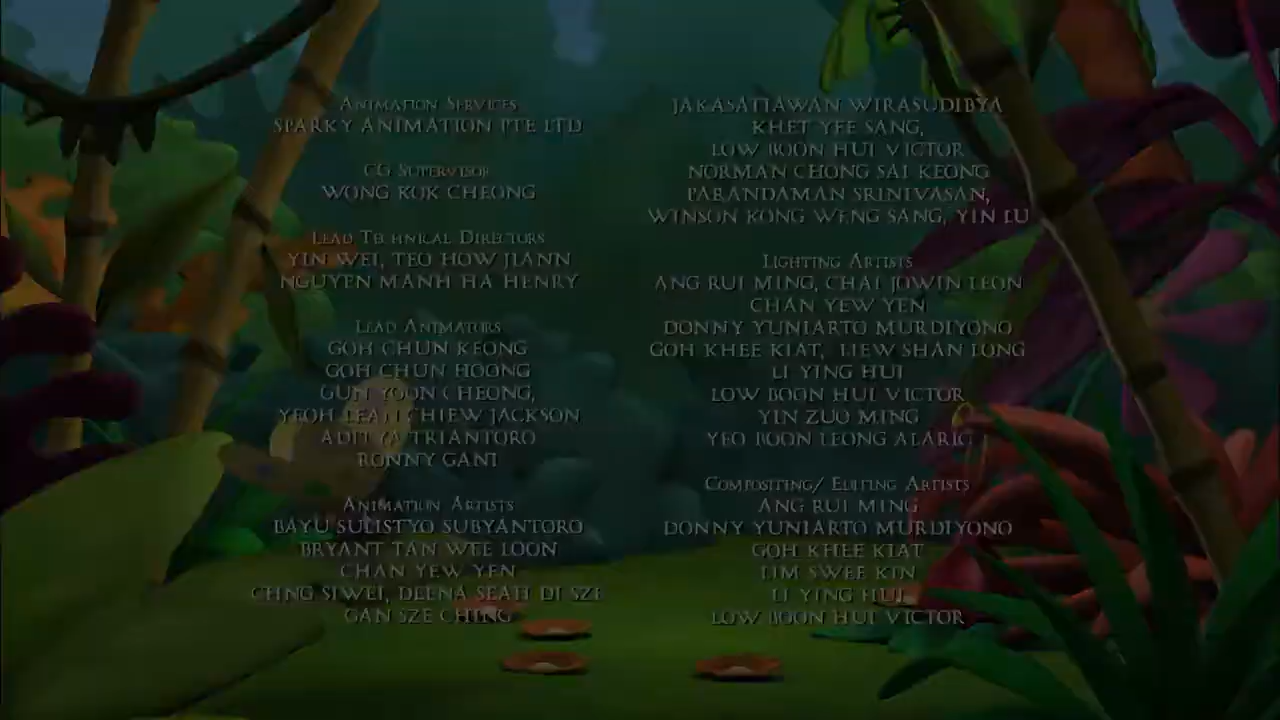 ANIMATION SERVICES
SPARKY ANIMATION PTE LTD
CG SUPERVISOR
WONG KOK CHEONG
LEAD TECHNICAL DIRECTORS
YIN WEI, TEO HOW JIANN
NGUYEN MANH HA HENRY
LEAD ANIMATORS
GOH CHUN KEONG
GOH CHUN HOONG
GUN YOON CHEONG,
YEOH LEAN CHIEW JACKSON
ADITYA TRIANTORO
RONNY GANI
ANIMATION ARTISTS
BAYU SULISTYO SUBYANTORO
BRYANT TAN WEE LOON
CHAN YEW YEN
CHNG SIWEI, DEENA SEAH DI SZE
GAN SZE CHING
JAKASATIAWAN WIRASUDIBYA
KHET YEE SANG,
LOW BOON HUI VICTOR
NORMAN CHONG SAI KEONG
PARANDAMAN SRINIVASAN,
WINSON KONG WENG SANG, YIN LU
LIGHTING ARTISTS
ANG RUI MING, CHAI JOWIN LEON
CHAN YEW YEN
DONNY YUNIARTO MURDIYONO
GOH KHEE KIAT, LIEW SHAN LONG
LI YING HUI
LOW BOON HUI VICTOR
YIN ZUO MING
YEO BOON LEONG ALARIC
COMPOSITING/ EDITING ARTISTS
ANG RUI MING
DONNY YUNIARTO MURDIYONO
GOH KHEE KIAT
LIM SWEE KIN
LI YING HUI
LOW BOON HUI VICTOR